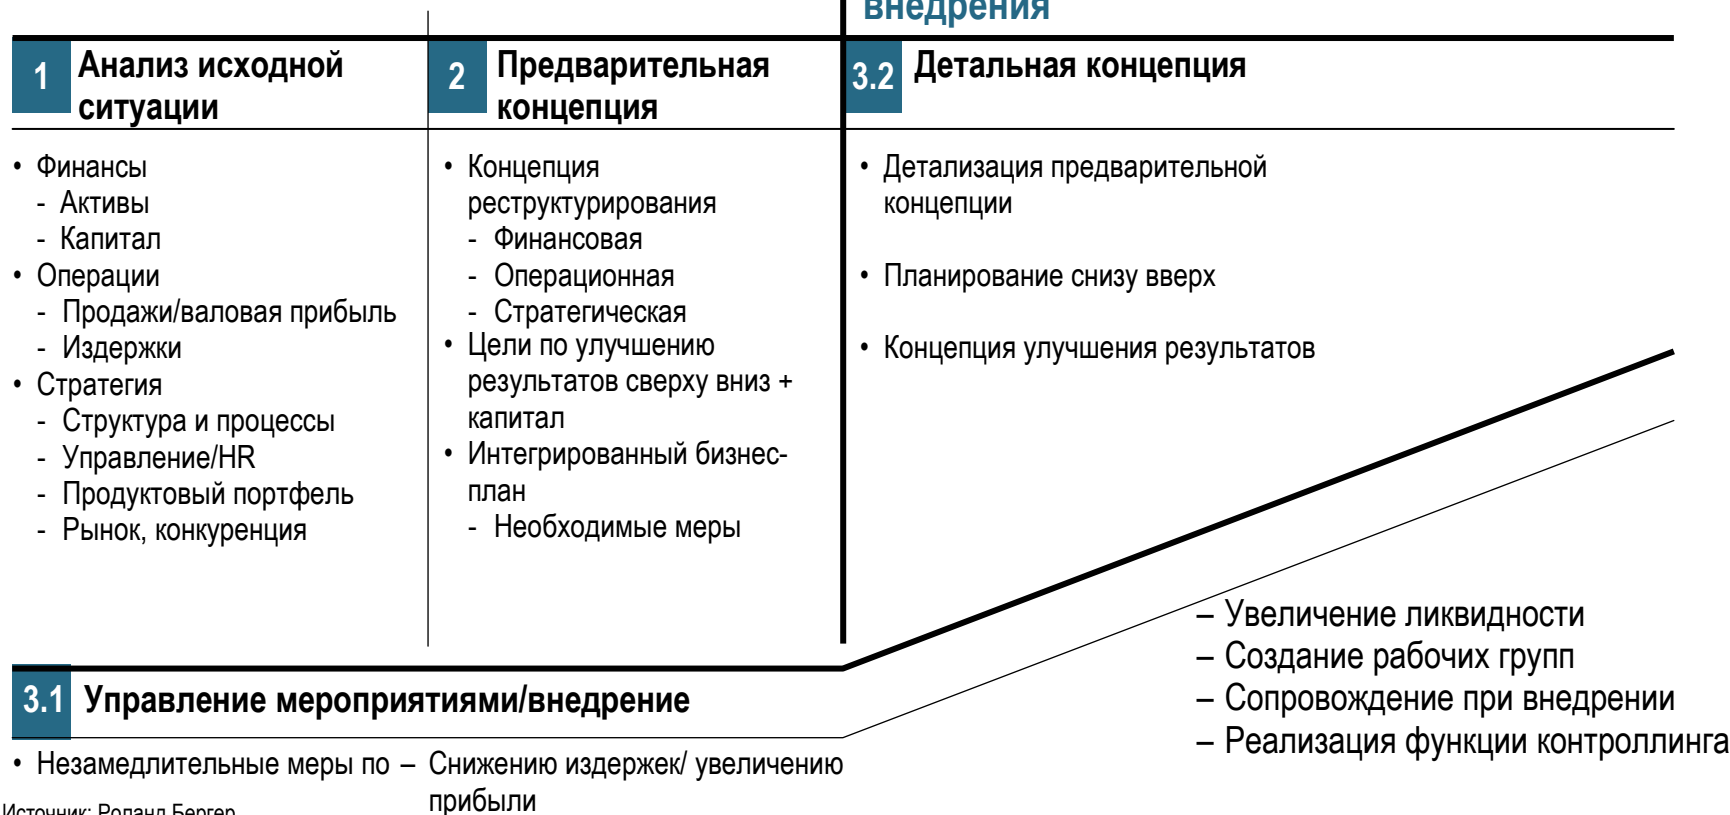 внедрения
1
Анализ исходной
ситуации
• Финансы
- Активы
- Капитал
• Операции
- Продажи/валовая прибыль
- Издержки
• Стратегия
- Структура и процессы
- Управление/HR
- Продуктовый портфель
- Рынок, конкуренция
2
Предварительная
концепция
• Концепция
реструктурирования
- Финансовая
- Операционная
- Стратегическая
• Цели по улучшению
результатов сверху вниз +
капитал
• Интегрированный бизнес-
план
- Необходимые меры
3.2 Детальная концепция
• Детализация предварительной
концепции
• Планирование снизу вверх
• Концепция улучшения результатов
3.1 Управление мероприятиями/внедрение
• Незамедлительные меры по – Снижению издержек/ увеличению
прибыли
– Увеличение ликвидности
– Создание рабочих групп
– Сопровождение при внедрении
– Реализация функции контроллинга
Источник: Роланд Бергер